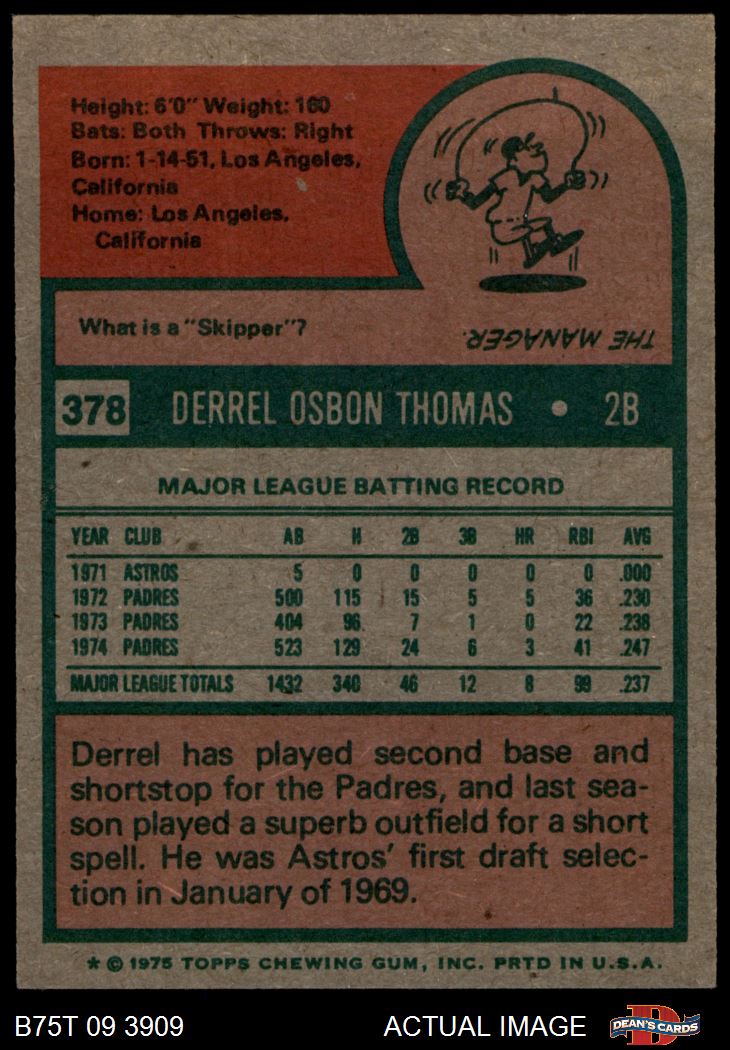 Height: 6'0" Weight: 160
Bats: Both Throws: Right
Born: 1-14-51, Los Angeles,
California
Home: Los Angeles,
California
What is a "Skipper"?
THE MANAGER.
378 DERREL OSBON THOMAS • 2B
MAJOR LEAGUE BATTING RECORD
YEAR CLUB AB H 2B 3B HR RBI AVG
1971 ASTROS 5 0 0 0 0 0 .000
1972 PADRES 500 115 15 5 5 36 .230
1973 PADRES 404 96 7 1 0 22 .238
1974 PADRES 523 129 24 6 3 41 .247
MAJOR LEAGUE TOTALS 1432 340 46 12 8 99 .237
Derrel has played second base and
shortstop for the Padres, and last sea-
son played a superb outfield for a short
spell. He was Astros' first draft selec-
tion in January of 1969.
* © 1975 TOPPS CHEWING GUM, INC. PRTD IN U.S.A.
B75T 09 3909 ACTUAL IMAGE D DEAN'S CARDS